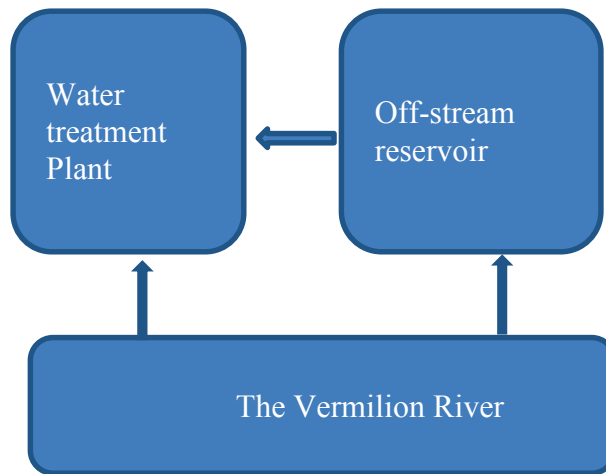 Water
treatment
Plant
Off-stream
reservoir
The Vermilion River